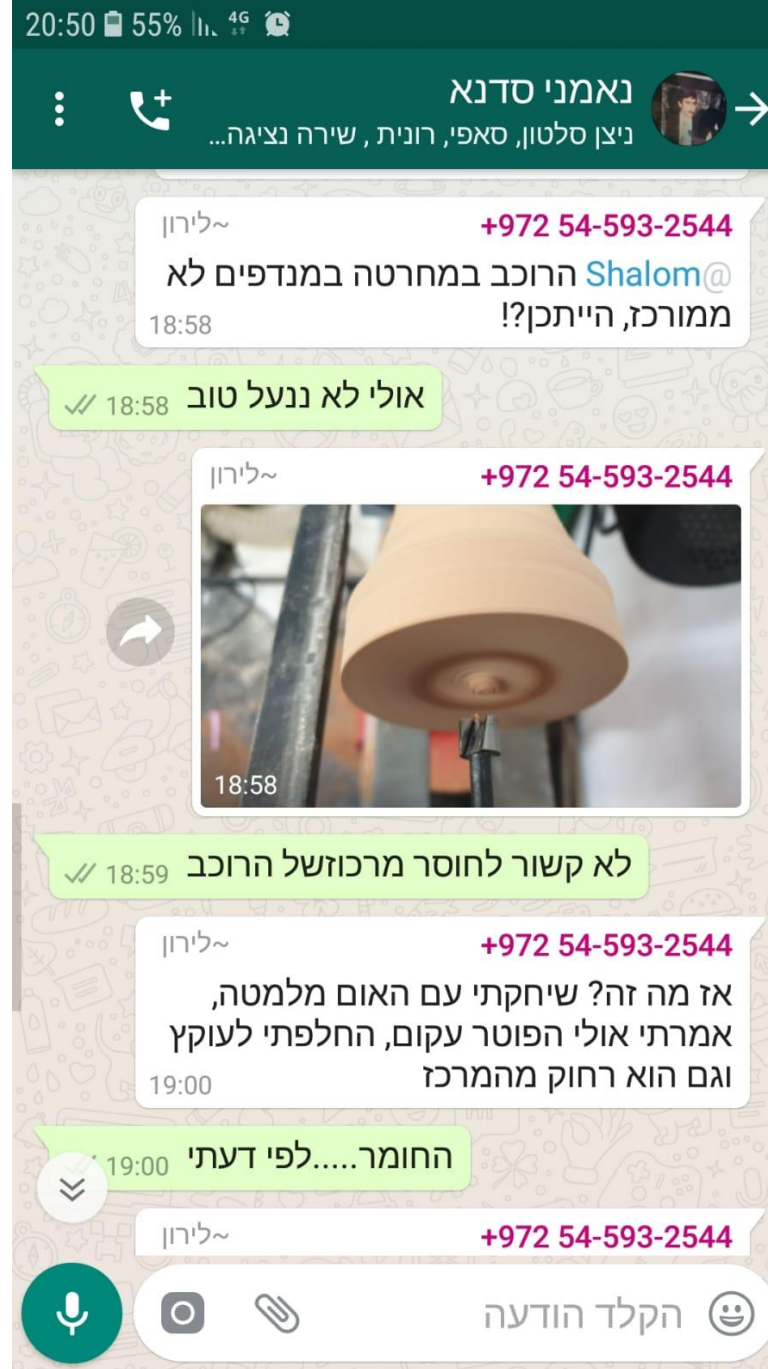 20:50 55% 4G
נאמני סדנא
ניצן סלטון, סאפי, רונית , שירה נציגה...
+972 54-593-2544 ~לירון
@Shalom הרוכב במחרטה במנדפים לא
ממורכז, הייתכן?!
18:58
אולי לא ננעל טוב 18:58
+972 54-593-2544 ~לירון
18:58
לא קשור לחוסר מרכוזשל הרוכב 18:59
+972 54-593-2544 ~לירון
אז מה זה? שיחקתי עם האום מלמטה,
אמרתי אולי הפוטר עקום, החלפתי לעוקץ
וגם הוא רחוק מהמרכז
19:00
החומר.....לפי דעתי 19:00
+972 54-593-2544 ~לירון
הקלד הודעה